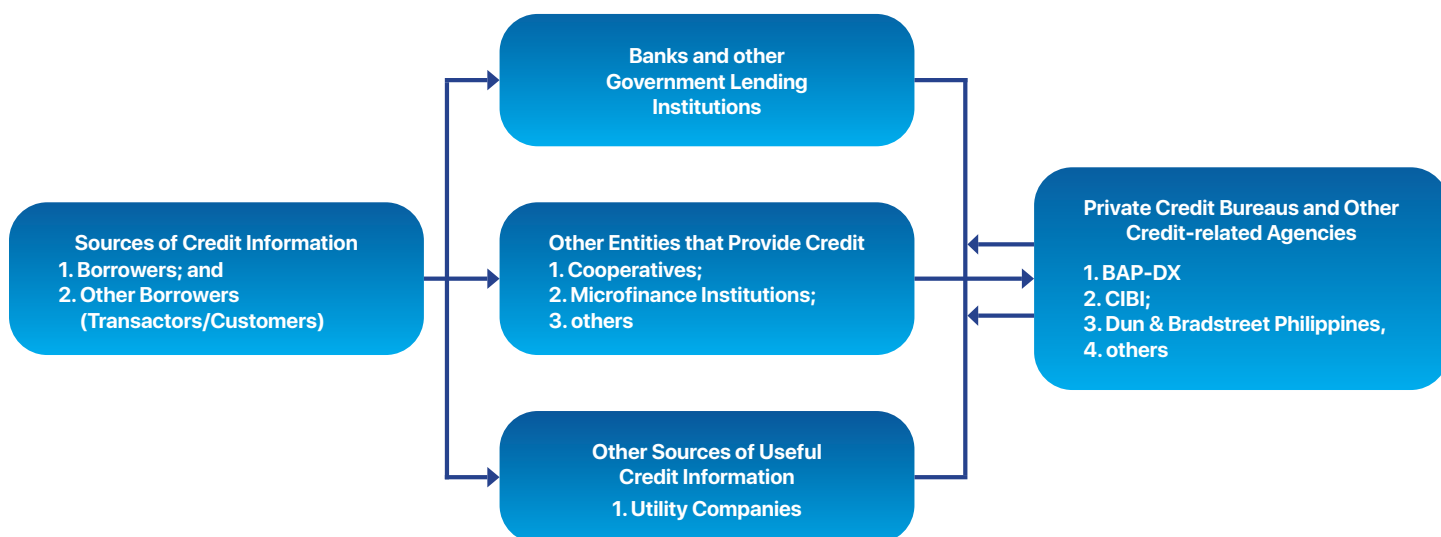 Banks and other
Government Lending
Institutions
Sources of Credit Information
1. Borrowers; and
2. Other Borrowers
(Transactors/Customers)
Other Entities that Provide Credit
1. Cooperatives;
2. Microfinance Institutions;
3. others
Other Sources of Useful
Credit Information
1. Utility Companies
Private Credit Bureaus and Other
Credit-related Agencies
1. BAP-DX
2. CIBI;
3. Dun & Bradstreet Philippines,
4. others